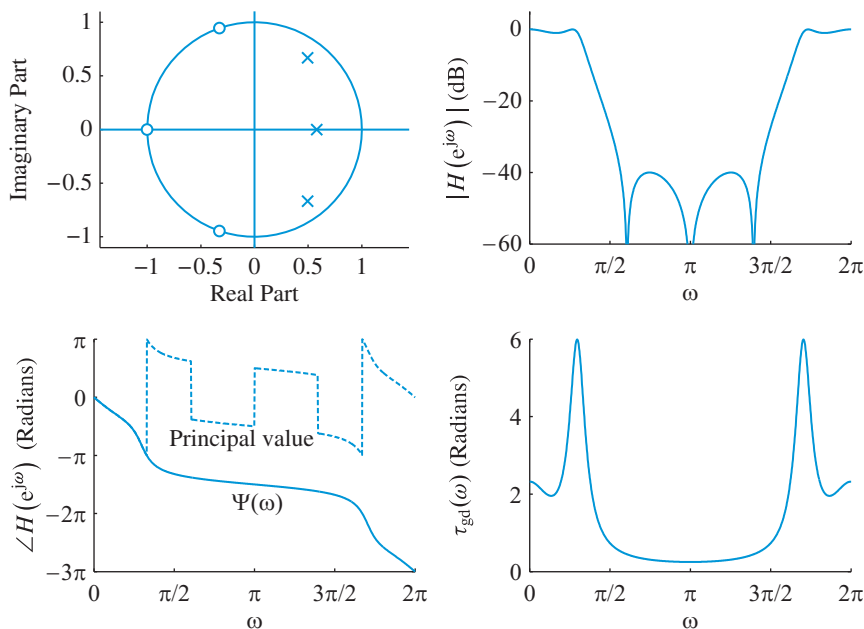 1
0.5
0
−0.5
−1
−1
−0.5
0
0.5
1
Real Part
Imaginary Part
0
−20
−40
−60
0
π/2
π
3π/2
2π
ω
|H(e^{jω})| (dB)
π
0
−π
−2π
−3π
0
π/2
π
3π/2
2π
ω
∠H(e^{jω}) (Radians)
Principal value
Ψ(ω)
6
4
2
0
0
π/2
π
3π/2
2π
ω
τ_{gd}(ω) (Radians)